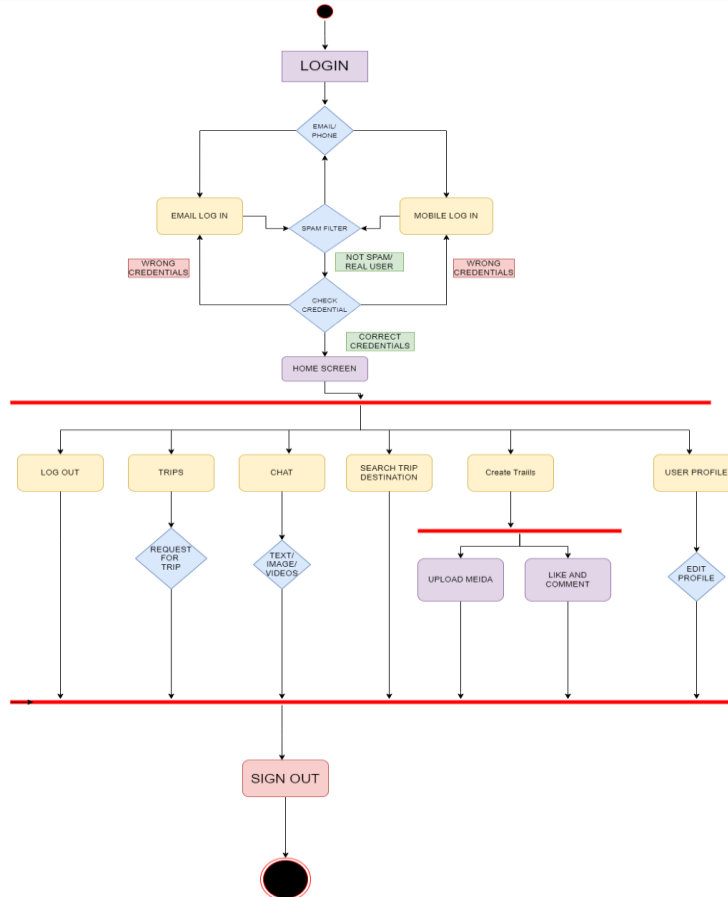 LOGIN
EMAIL/
PHONE
EMAIL LOG IN
SPAM FILTER
MOBILE LOG IN
NOT SPAM/
REAL USER
WRONG
CREDENTIALS
WRONG
CREDENTIALS
CHECK
CREDENTIAL
CORRECT
CREDENTIALS
HOME SCREEN
LOG OUT
TRIPS
CHAT
SEARCH TRIP
DESTINATION
Create Traiils
USER PROFILE
REQUEST
FOR
TRIP
TEXT/
IMAGE/
VIDEOS
UPLOAD MEIDA
LIKE AND
COMMENT
EDIT
PROFILE
SIGN OUT